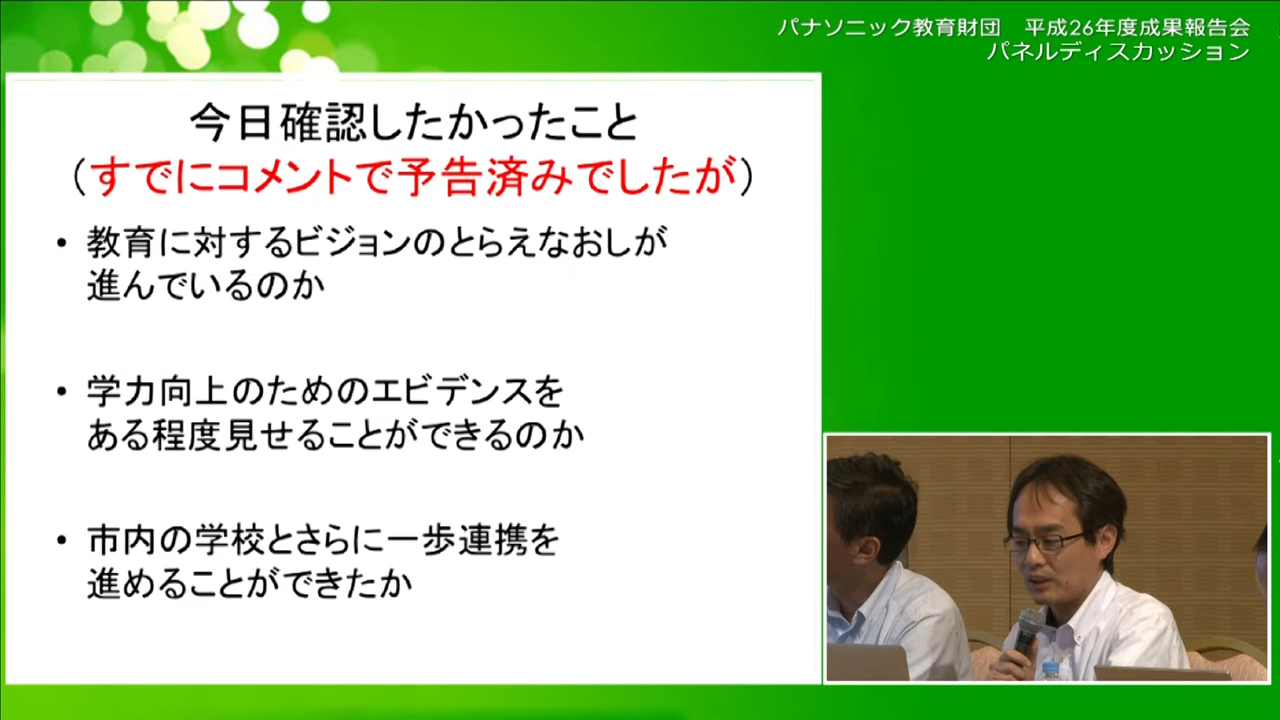 パナソニック教育財団 平成26年度成果報告会
パネルディスカッション
今日確認したかったこと
（すでにコメントで予告済みでしたが）
• 教育に対するビジョンのとらえなおしが
進んでいるのか
• 学力向上のためのエビデンスを
ある程度見せることができるのか
• 市内の学校とさらに一歩連携を
進めることができたか